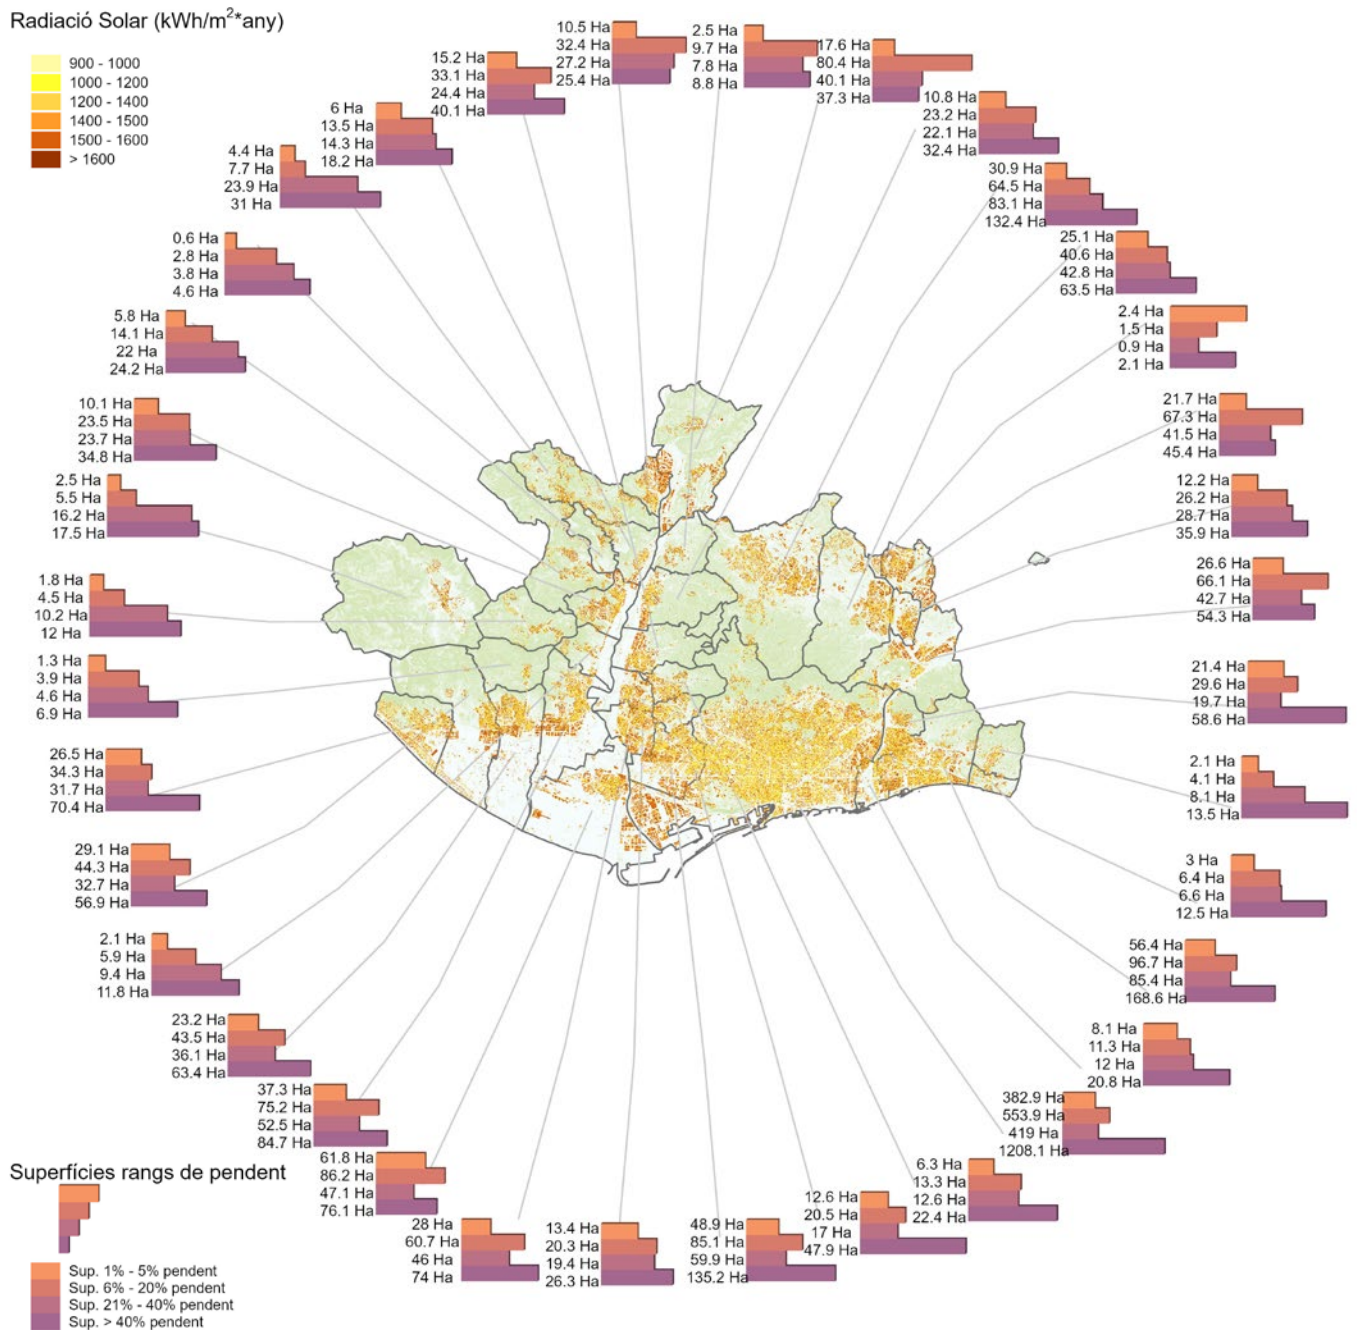 Radiació Solar (kWh/m²*any)
900 - 1000
1000 - 1200
1200 - 1400
1400 - 1500
1500 - 1600
> 1600
10.5 Ha
32.4 Ha
27.2 Ha
25.4 Ha
2.5 Ha
9.7 Ha
7.8 Ha
8.8 Ha
17.6 Ha
80.4 Ha
40.1 Ha
37.3 Ha
15.2 Ha
33.1 Ha
24.4 Ha
40.1 Ha
10.8 Ha
23.2 Ha
22.1 Ha
32.4 Ha
6 Ha
13.5 Ha
14.3 Ha
18.2 Ha
4.4 Ha
7.7 Ha
23.9 Ha
31 Ha
30.9 Ha
64.5 Ha
83.1 Ha
132.4 Ha
0.6 Ha
2.8 Ha
3.8 Ha
4.6 Ha
25.1 Ha
40.6 Ha
42.8 Ha
63.5 Ha
5.8 Ha
14.1 Ha
22 Ha
24.2 Ha
2.4 Ha
1.5 Ha
0.9 Ha
2.1 Ha
10.1 Ha
23.5 Ha
23.7 Ha
34.8 Ha
21.7 Ha
67.3 Ha
41.5 Ha
45.4 Ha
2.5 Ha
5.5 Ha
16.2 Ha
17.5 Ha
12.2 Ha
26.2 Ha
28.7 Ha
35.9 Ha
1.8 Ha
4.5 Ha
10.2 Ha
12 Ha
26.6 Ha
66.1 Ha
42.7 Ha
54.3 Ha
1.3 Ha
3.9 Ha
4.6 Ha
6.9 Ha
21.4 Ha
29.6 Ha
19.7 Ha
58.6 Ha
26.5 Ha
34.3 Ha
31.7 Ha
70.4 Ha
2.1 Ha
4.1 Ha
8.1 Ha
13.5 Ha
29.1 Ha
44.3 Ha
32.7 Ha
56.9 Ha
3 Ha
6.4 Ha
6.6 Ha
12.5 Ha
2.1 Ha
5.9 Ha
9.4 Ha
11.8 Ha
56.4 Ha
96.7 Ha
85.4 Ha
168.6 Ha
23.2 Ha
43.5 Ha
36.1 Ha
63.4 Ha
8.1 Ha
11.3 Ha
12 Ha
20.8 Ha
37.3 Ha
75.2 Ha
52.5 Ha
84.7 Ha
382.9 Ha
553.9 Ha
419 Ha
1208.1 Ha
61.8 Ha
86.2 Ha
47.1 Ha
76.1 Ha
6.3 Ha
13.3 Ha
12.6 Ha
22.4 Ha
28 Ha
60.7 Ha
46 Ha
74 Ha
13.4 Ha
20.3 Ha
19.4 Ha
26.3 Ha
48.9 Ha
85.1 Ha
59.9 Ha
135.2 Ha
12.6 Ha
20.5 Ha
17 Ha
47.9 Ha
Superfícies rangs de pendent
Sup. 1% - 5% pendent
Sup. 6% - 20% pendent
Sup. 21% - 40% pendent
Sup. > 40% pendent